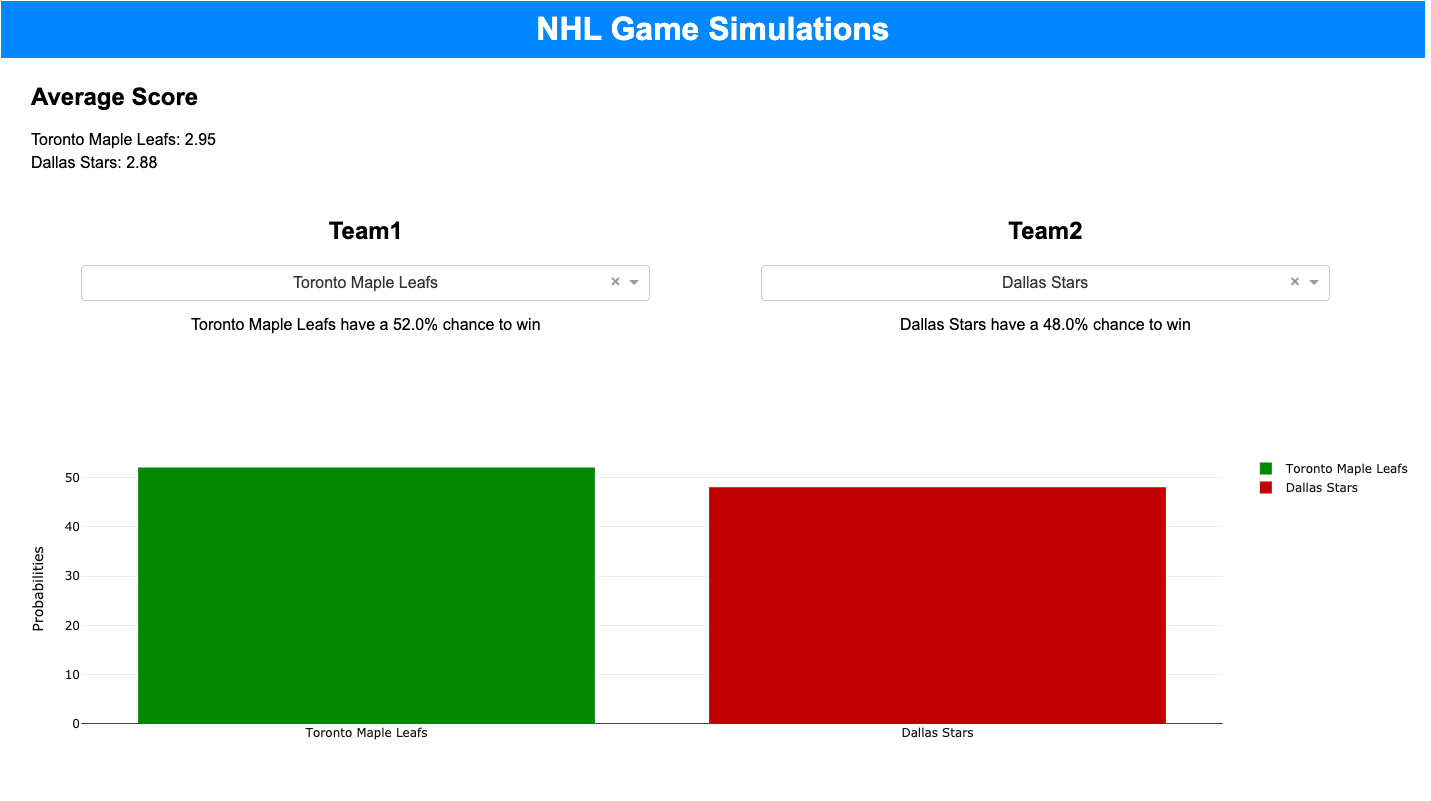 NHL Game Simulations
Average Score
Toronto Maple Leafs: 2.95
Dallas Stars: 2.88
Team1
Toronto Maple Leafs × 
Toronto Maple Leafs have a 52.0% chance to win
Team2
Dallas Stars × 
Dallas Stars have a 48.0% chance to win
Probabilities
50
40
30
20
10
0
Toronto Maple Leafs
Dallas Stars
Toronto Maple Leafs
Dallas Stars